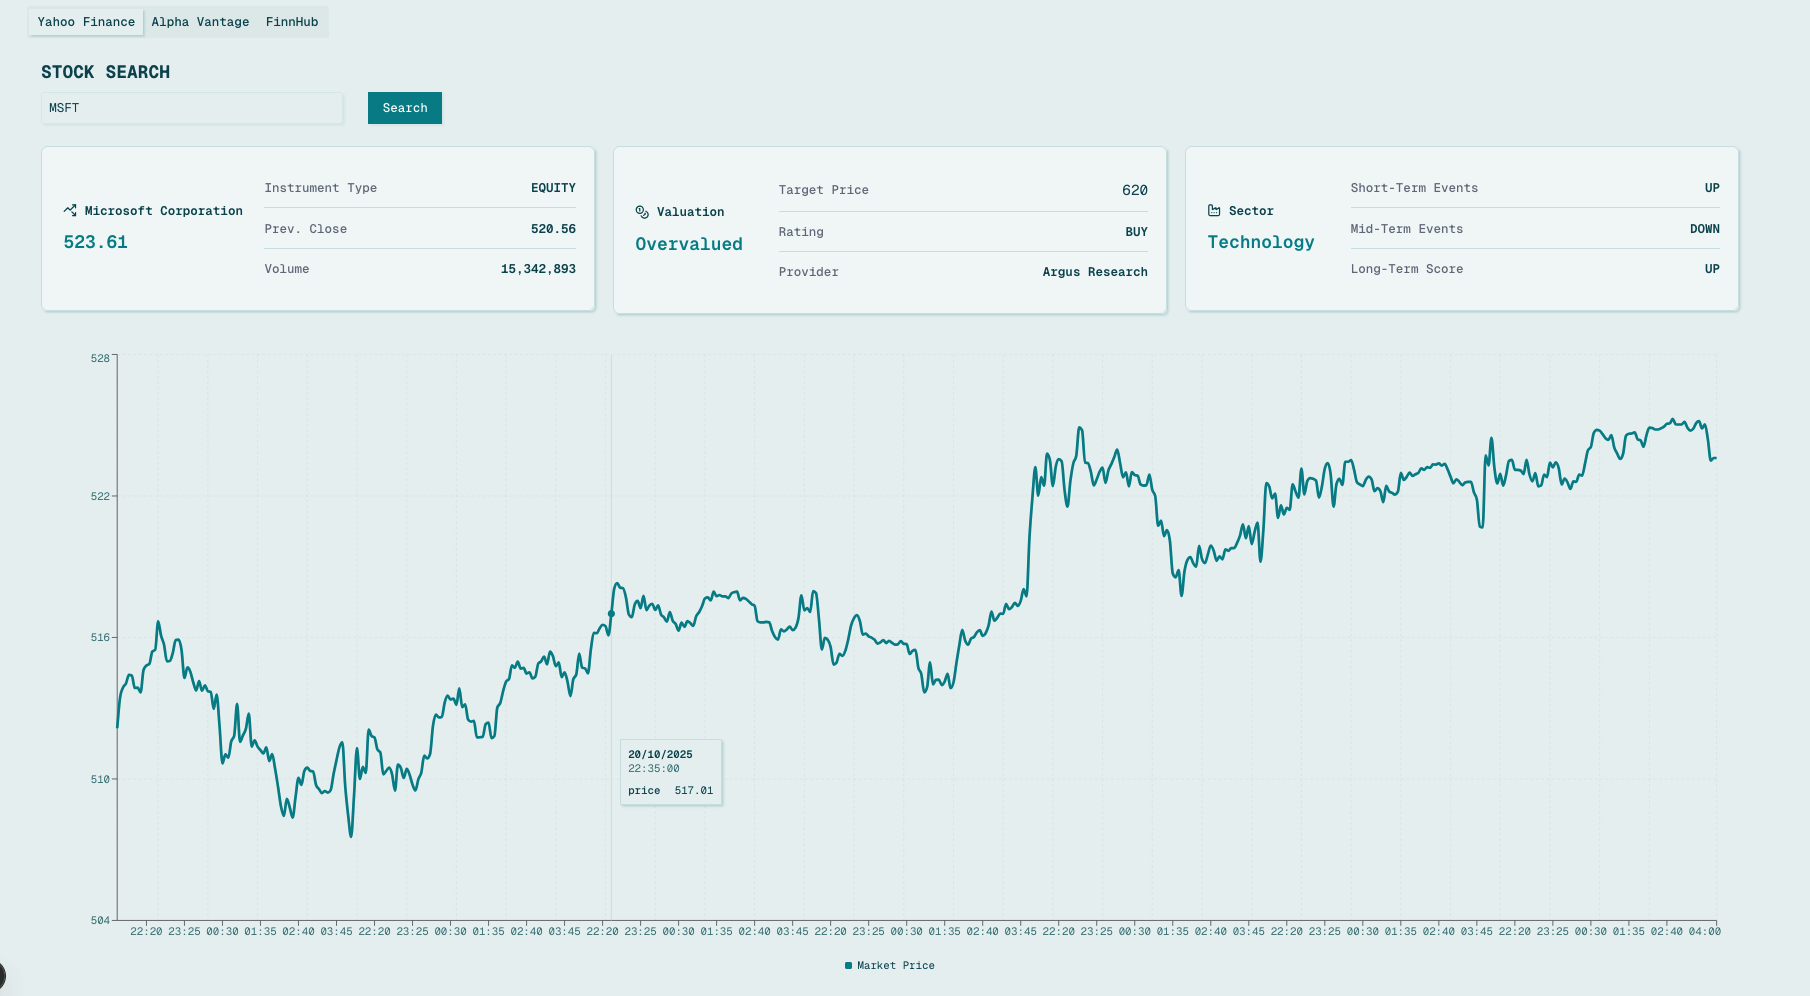 Yahoo Finance Alpha Vantage FinnHub
STOCK SEARCH
MSFT Search
Microsoft Corporation
523.61
Instrument Type EQUITY
Prev. Close 520.56
Volume 15,342,893
Valuation
Overvalued
Target Price 620
Rating BUY
Provider Argus Research
Sector
Technology
Short-Term Events UP
Mid-Term Events DOWN
Long-Term Score UP
528
522
516
510
504
20/10/2025
22:35:00
price 517.01
22:20 23:25 00:30 01:35 02:40 03:45 22:20 23:25 00:30 01:35 02:40 03:45 22:20 23:25 00:30 01:35 02:40 03:45 22:20 23:25 00:30 01:35 02:40 03:45 22:20 23:25 00:30 01:35 02:40 03:45 22:20 23:25 00:30 01:35 02:40 03:45 22:20 23:25 00:30 01:35 02:40 04:00
Market Price